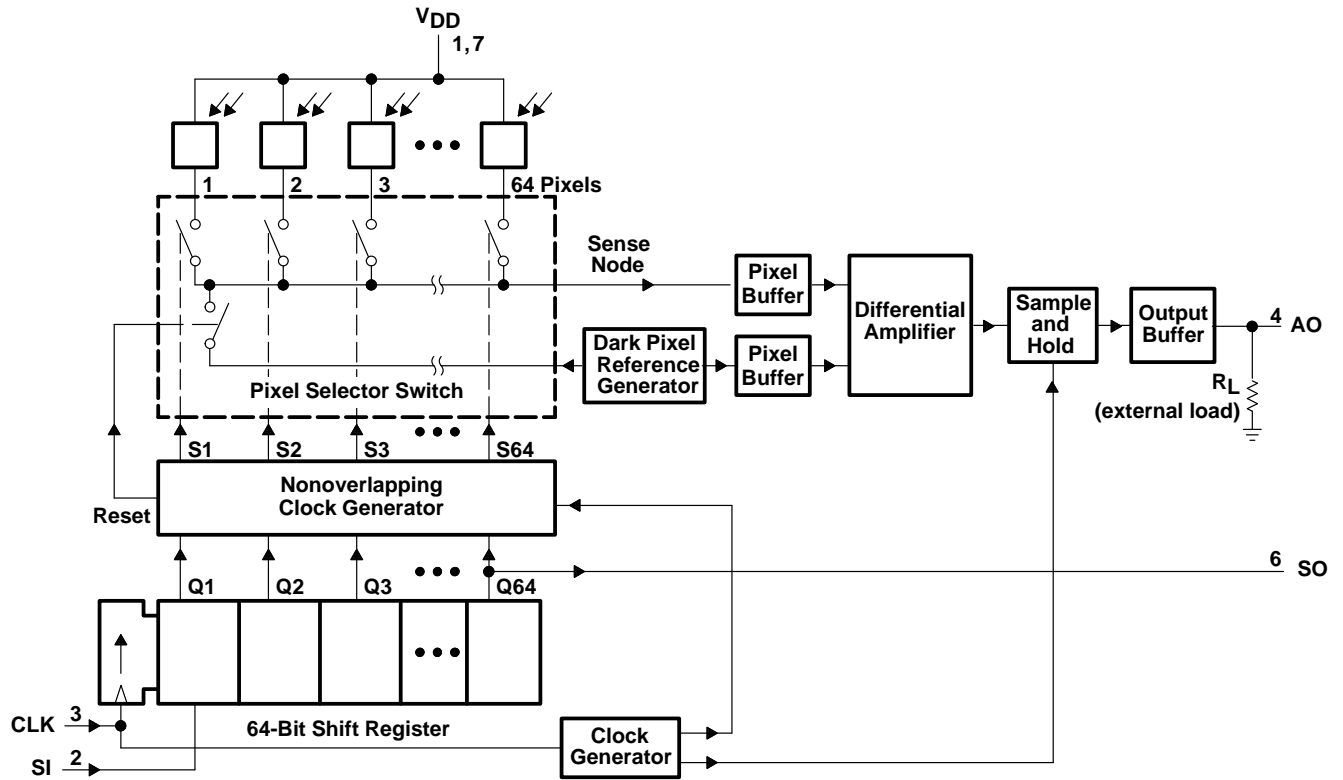 VDD
1, 7
1
2
3
64 Pixels
Sense
Node
Pixel
Buffer
Differential
Amplifier
Sample
and
Hold
Output
Buffer
4
AO
Dark Pixel
Reference
Generator
Pixel
Buffer
RL
(external load)
Pixel Selector Switch
S1
S2
S3
S64
Nonoverlapping
Clock Generator
Reset
Q1
Q2
Q3
Q64
6
SO
CLK
3
64-Bit Shift Register
Clock
Generator
SI
2